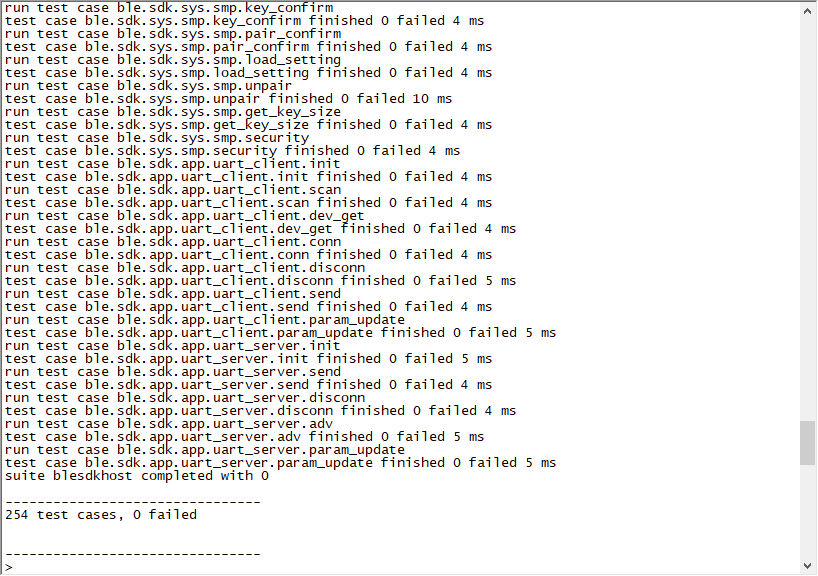 run test case ble.sdk.sys.smp.key_confirm
test case ble.sdk.sys.smp.key_confirm finished 0 failed 4 ms
run test case ble.sdk.sys.smp.pair_confirm
test case ble.sdk.sys.smp.pair_confirm finished 0 failed 4 ms
run test case ble.sdk.sys.smp.load_setting
test case ble.sdk.sys.smp.load_setting finished 0 failed 4 ms
run test case ble.sdk.sys.smp.unpair
test case ble.sdk.sys.smp.unpair finished 0 failed 10 ms
run test case ble.sdk.sys.smp.get_key_size
test case ble.sdk.sys.smp.get_key_size finished 0 failed 4 ms
run test case ble.sdk.sys.smp.security
test case ble.sdk.sys.smp.security finished 0 failed 4 ms
run test case ble.sdk.app.uart_client.init
test case ble.sdk.app.uart_client.init finished 0 failed 4 ms
run test case ble.sdk.app.uart_client.scan
test case ble.sdk.app.uart_client.scan finished 0 failed 4 ms
run test case ble.sdk.app.uart_client.dev_get
test case ble.sdk.app.uart_client.dev_get finished 0 failed 4 ms
run test case ble.sdk.app.uart_client.conn
test case ble.sdk.app.uart_client.conn finished 0 failed 4 ms
run test case ble.sdk.app.uart_client.disconn
test case ble.sdk.app.uart_client.disconn finished 0 failed 5 ms
run test case ble.sdk.app.uart_client.send
test case ble.sdk.app.uart_client.send finished 0 failed 4 ms
run test case ble.sdk.app.uart_client.param_update
test case ble.sdk.app.uart_client.param_update finished 0 failed 5 ms
run test case ble.sdk.app.uart_server.init
test case ble.sdk.app.uart_server.init finished 0 failed 5 ms
run test case ble.sdk.app.uart_server.send
test case ble.sdk.app.uart_server.send finished 0 failed 4 ms
run test case ble.sdk.app.uart_server.disconn
test case ble.sdk.app.uart_server.disconn finished 0 failed 4 ms
run test case ble.sdk.app.uart_server.adv
test case ble.sdk.app.uart_server.adv finished 0 failed 5 ms
run test case ble.sdk.app.uart_server.param_update
test case ble.sdk.app.uart_server.param_update finished 0 failed 5 ms
suite blesdkhost completed with 0
--------------------------------
254 test cases, 0 failed
--------------------------------
>